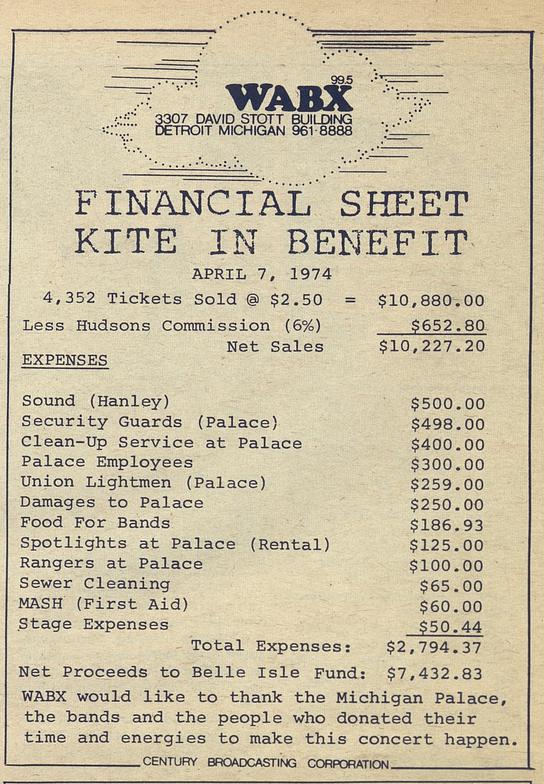 99.5
WABX
3307 DAVID STOTT BUILDING
DETROIT MICHIGAN 961-8888
FINANCIAL SHEET
KITE IN BENEFIT
APRIL 7, 1974
4,352 Tickets Sold @ $2.50 = $10,880.00
Less Hudsons Commission (6%) $652.80
Net Sales $10,227.20
EXPENSES
Sound (Hanley) $500.00
Security Guards (Palace) $498.00
Clean-Up Service at Palace $400.00
Palace Employees $300.00
Union Lightmen (Palace) $259.00
Damages to Palace $250.00
Food For Bands $186.93
Spotlights at Palace (Rental) $125.00
Rangers at Palace $100.00
Sewer Cleaning $65.00
MASH (First Aid) $60.00
Stage Expenses $50.44
Total Expenses: $2,794.37
Net Proceeds to Belle Isle Fund: $7,432.83
WABX would like to thank the Michigan Palace,
the bands and the people who donated their
time and energies to make this concert happen.
CENTURY BROADCASTING CORPORATION